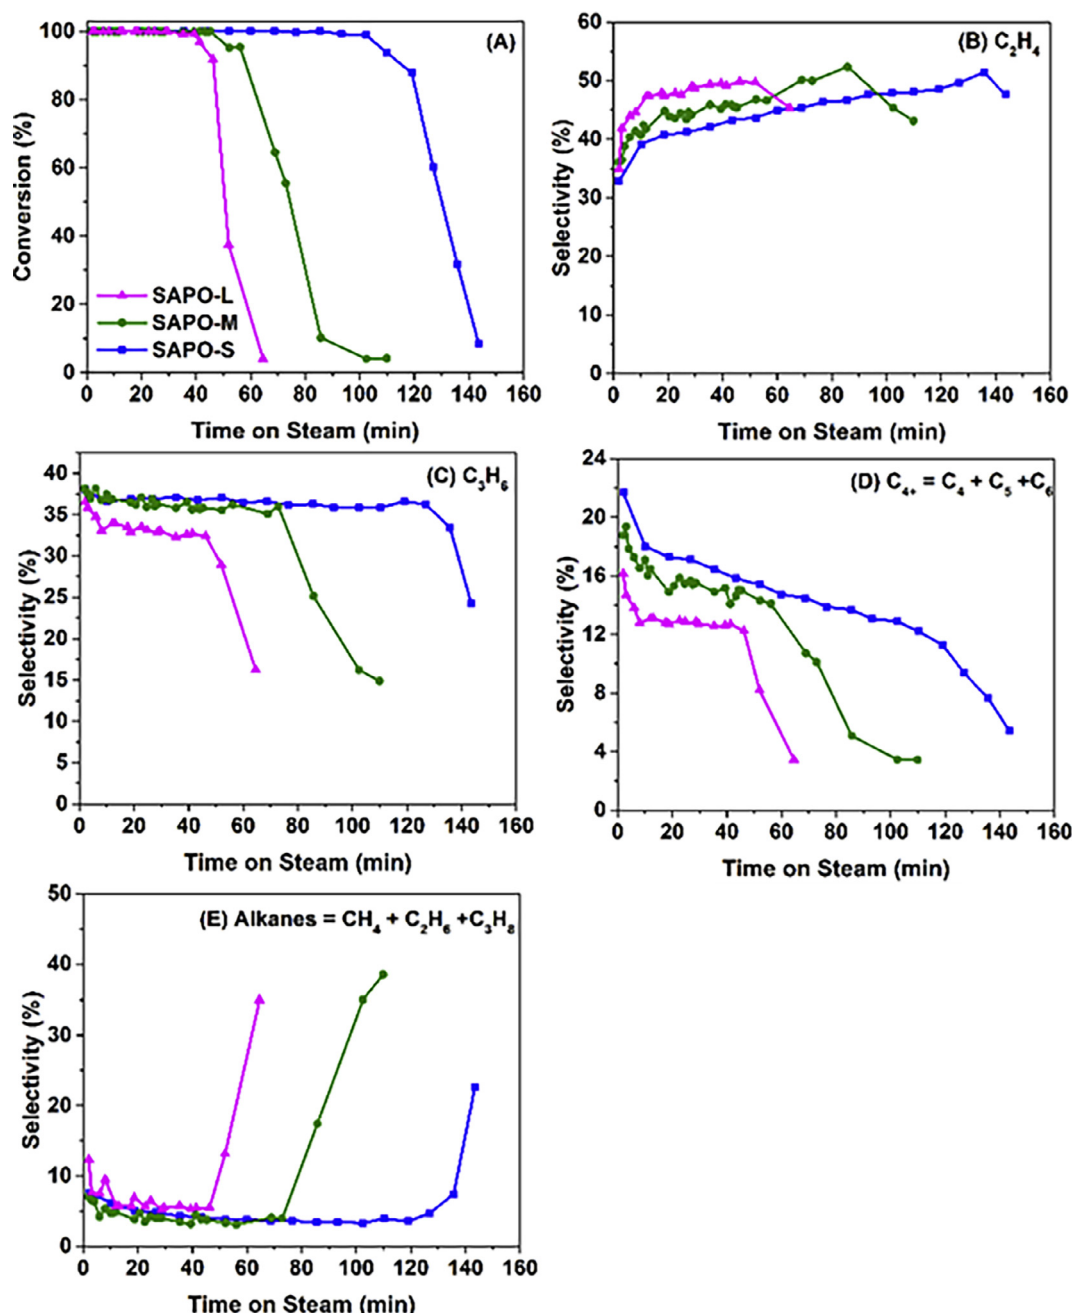 (A)
Conversion (%)
100
80
60
40
20
0
SAPO-L
SAPO-M
SAPO-S
0 20 40 60 80 100 120 140 160
Time on Steam (min)
(B) C₂H₄
Selectivity (%)
60
50
40
30
20
10
0
0 20 40 60 80 100 120 140 160
Time on Steam (min)
(C) C₃H₆
Selectivity (%)
40
35
30
25
20
15
10
5
0
0 20 40 60 80 100 120 140 160
Time on Steam (min)
(D) C₄₊ = C₄ + C₅ +C₆
Selectivity (%)
24
20
16
12
8
4
0
0 20 40 60 80 100 120 140 160
Time on Steam (min)
(E) Alkanes = CH₄ + C₂H₆ +C₃H₈
Selectivity (%)
50
40
30
20
10
0
0 20 40 60 80 100 120 140 160
Time on Steam (min)